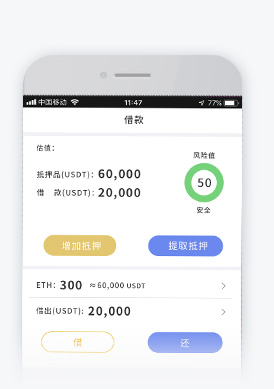 中国移动 11:47 77%
借款
估值：
风险值
抵押品(USDT)：60,000
50
借 款(USDT)：20,000
安全
增加抵押 提取抵押
ETH：300 ≈60,000 USDT
借出(USDT)：20,000
借 还